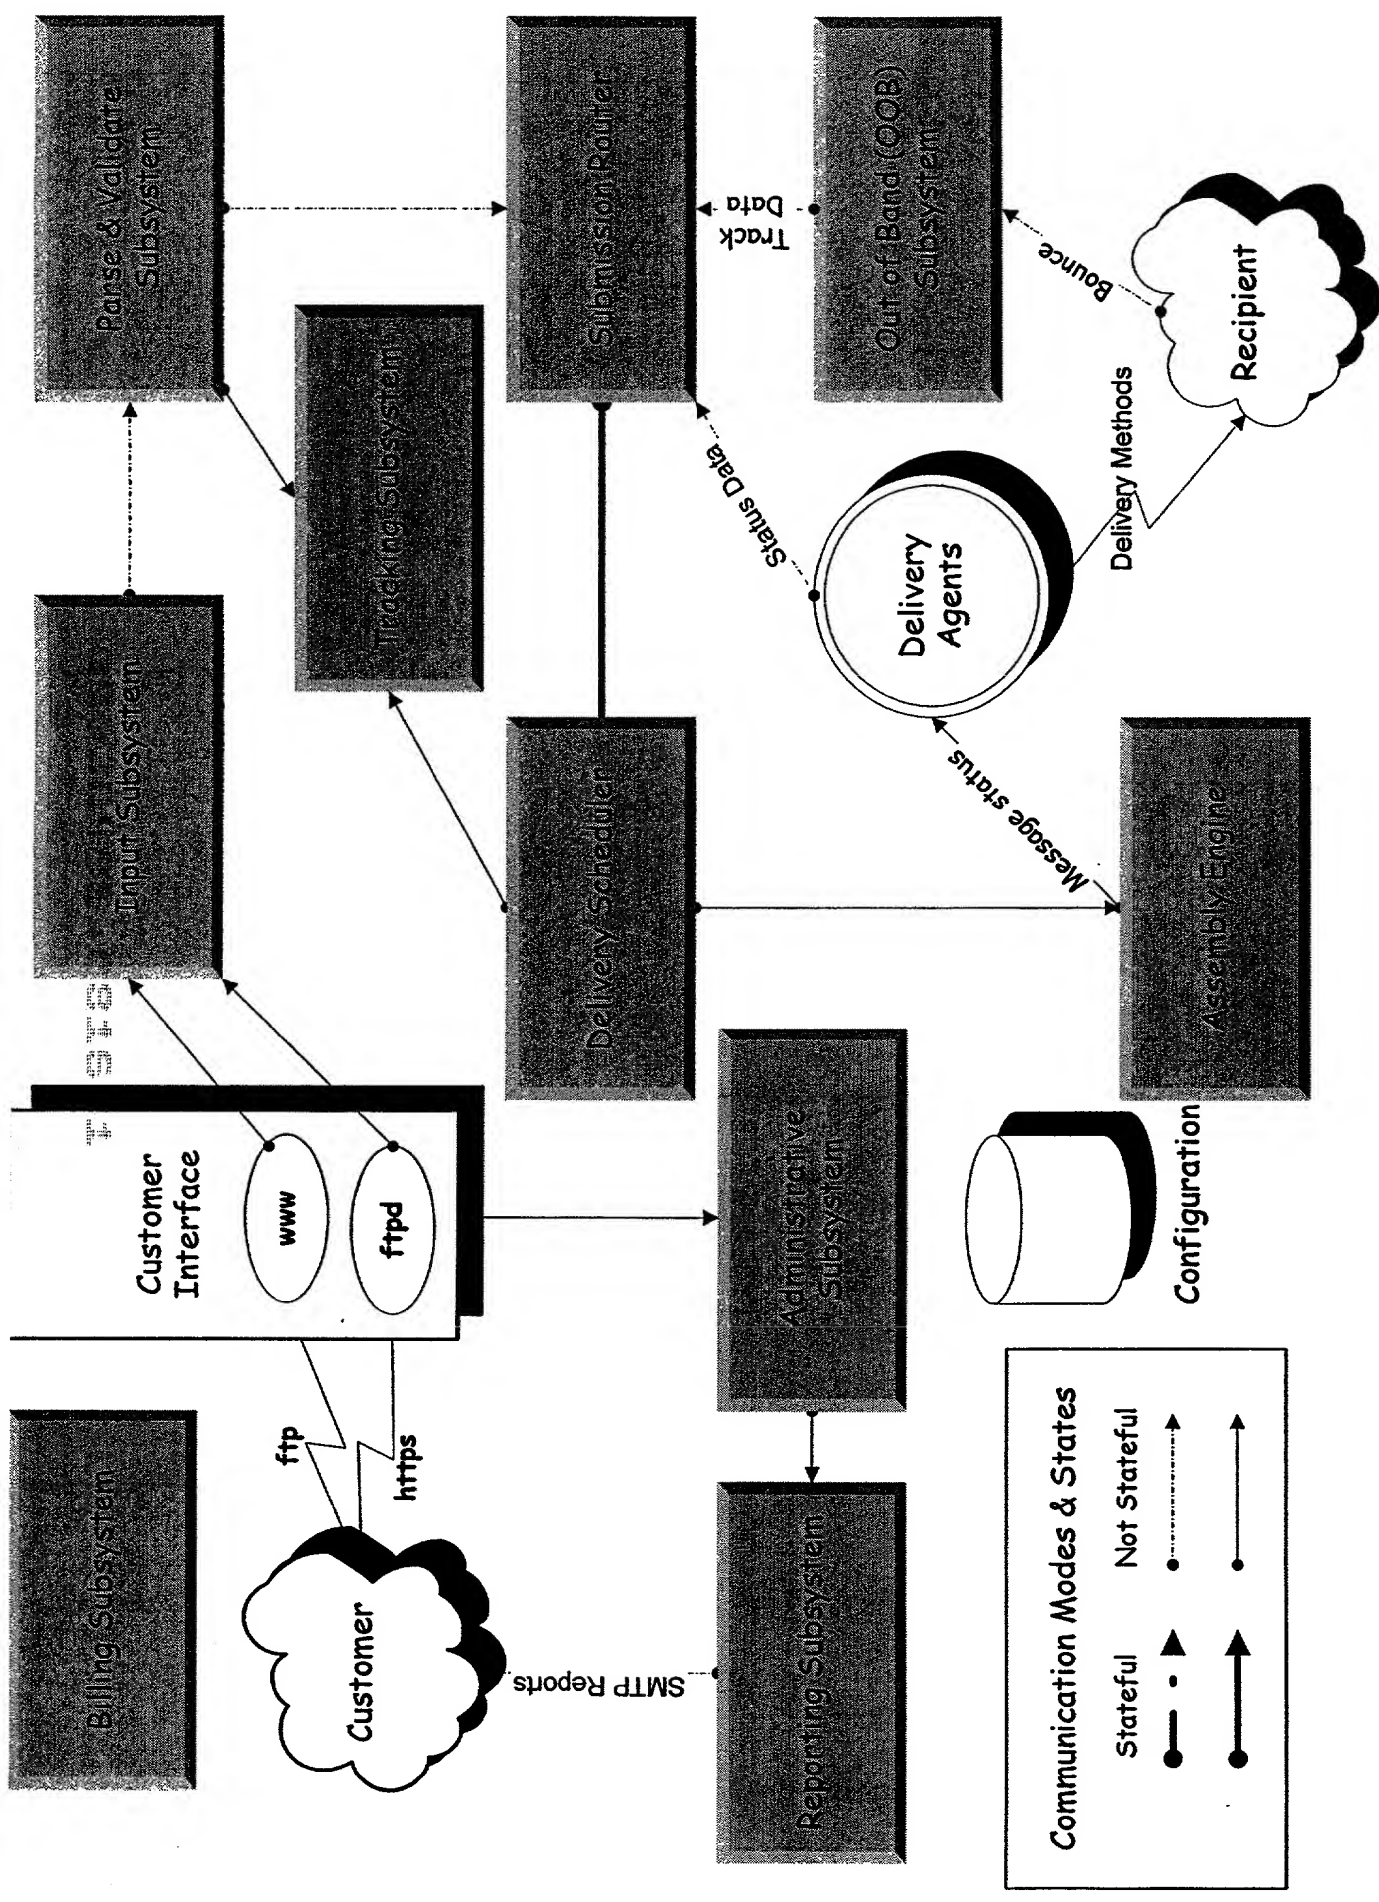 Billing Subsystem
Customer
Interface
www
ftpd
ftp
https
Customer
Input Subsystem
Parse & Validate
Subsystem
Tracking Subsystem
Delivery Scheduler
Submission Router
SMTP Reports
Reporting Subsystem
Administrative
Subsystem
Status Data
Track
Data
Out of Band (OOB)
Subsystem
Bounce
Delivery
Agents
Message status
Delivery Methods
Recipient
Configuration
Assembly Engine
Communication Modes & States
Stateful
Not Stateful